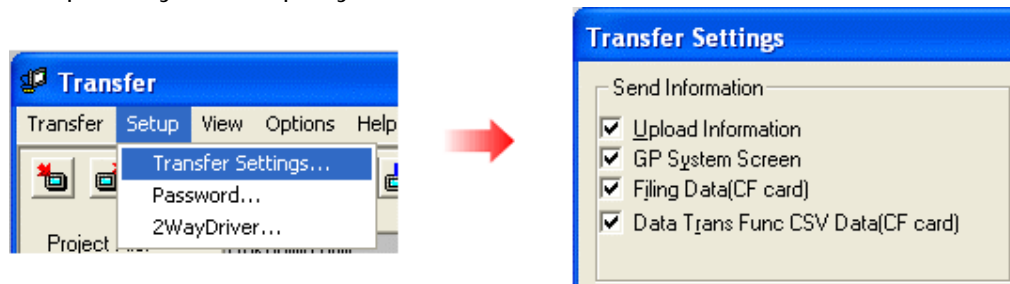 Transfer
Transfer Setup View Options Help
Transfer Settings...
Password...
2WayDriver...
Project
Transfer Settings
Send Information
Upload Information
GP System Screen
Filing Data(CF card)
Data Trans Func CSV Data(CF card)